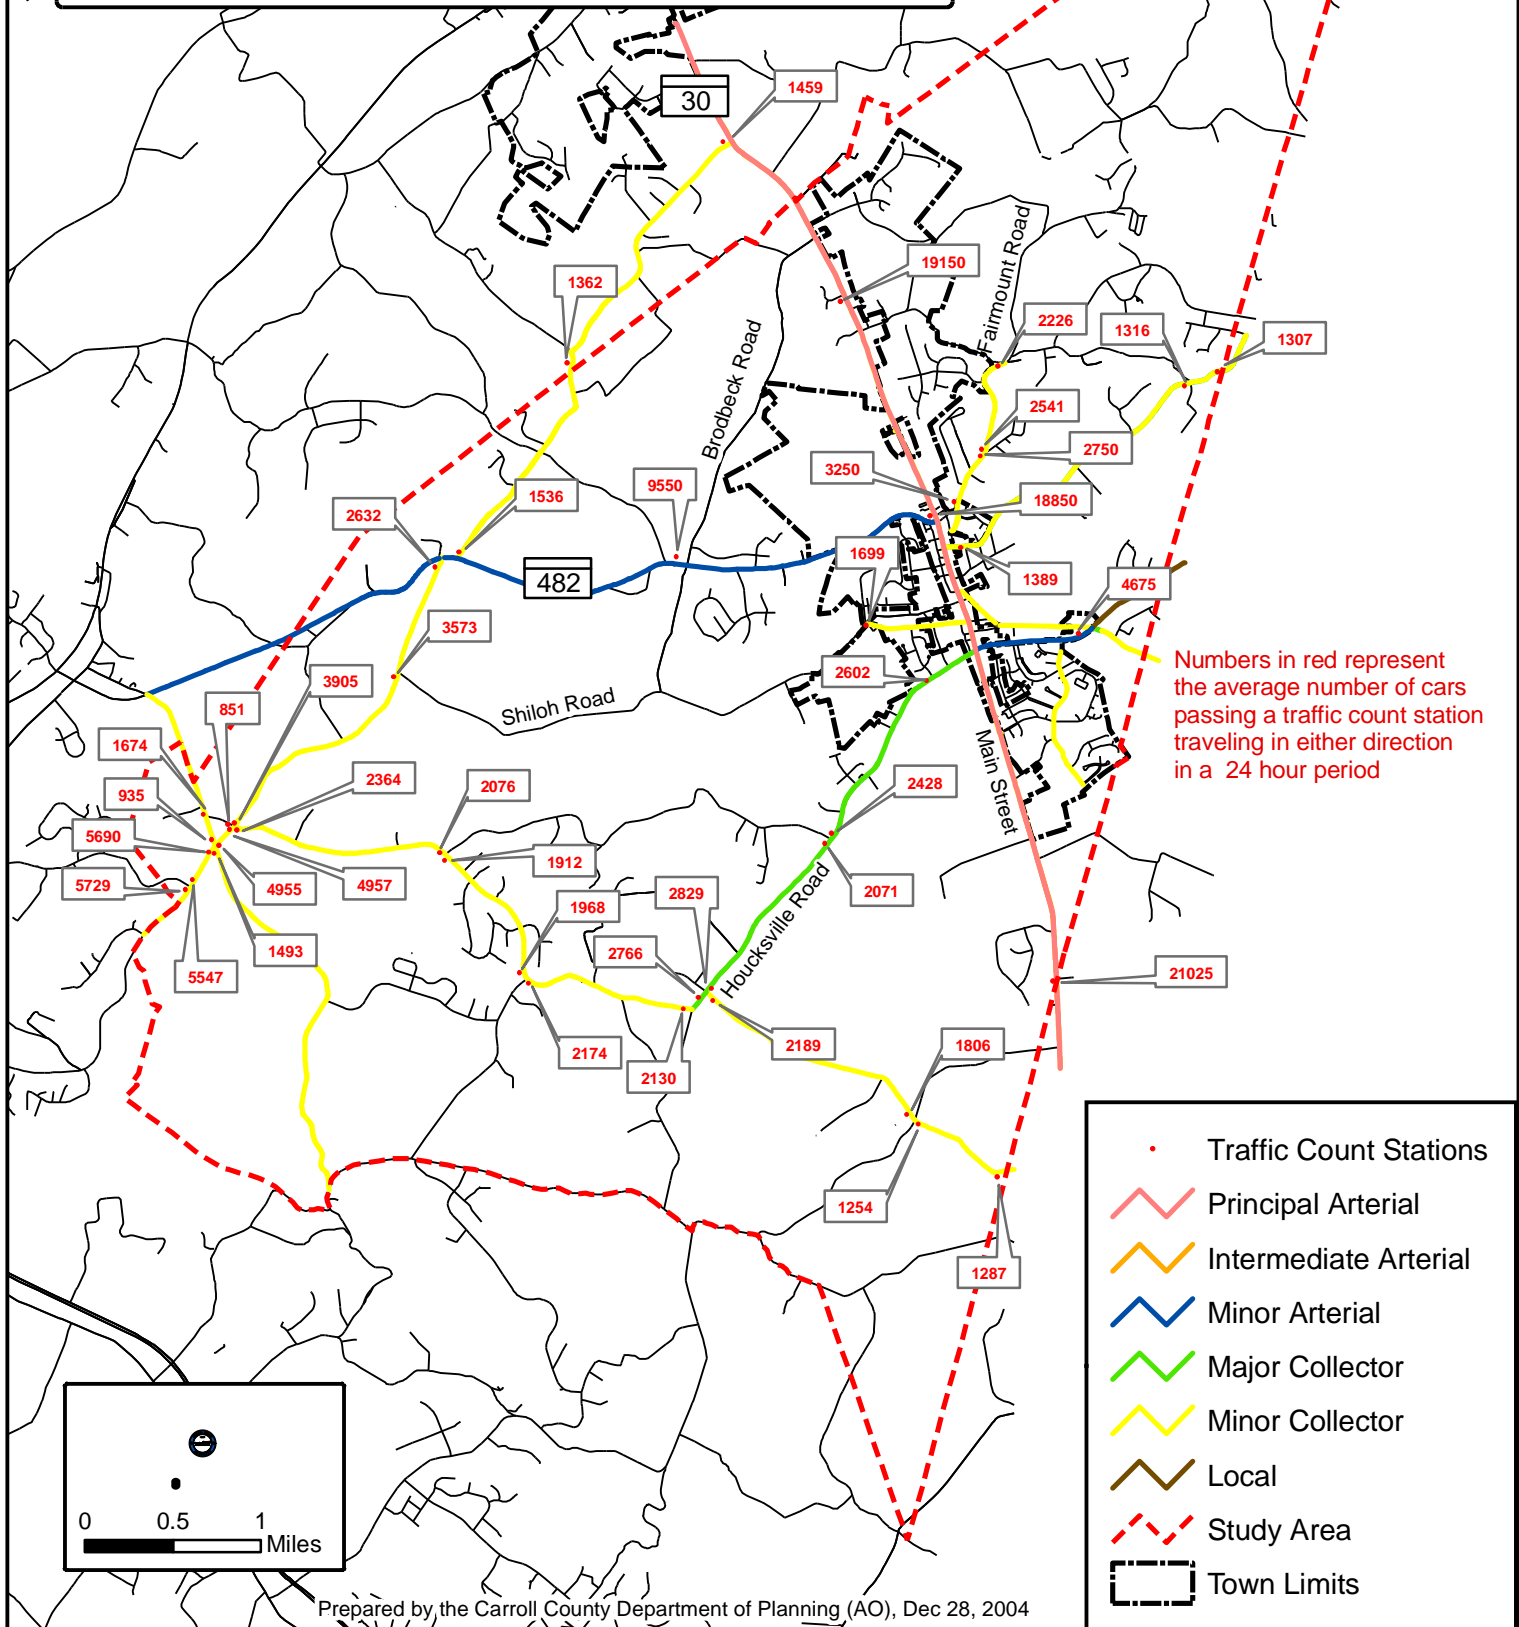 30
1459
19150
Fairmount Road
1362
2226
1316
1307
Brodbeck Road
2541
2750
3250
9550
18850
1536
2632
482
1699
1389
4675
3573
2602
3905
Shiloh Road
851
1674
Main Street
Numbers in red represent
the average number of cars
passing a traffic count station
traveling in either direction
in a 24 hour period
935
2364
2076
2428
5690
1912
5729
4955
4957
2829
2071
1968
Houcksville Road
1493
2766
5547
21025
2174
2130
2189
1806
1254
1287
Traffic Count Stations
Principal Arterial
Intermediate Arterial
Minor Arterial
Major Collector
Minor Collector
Local
Study Area
Town Limits
0 0.5 1
Miles
Prepared by the Carroll County Department of Planning (AO), Dec 28, 2004